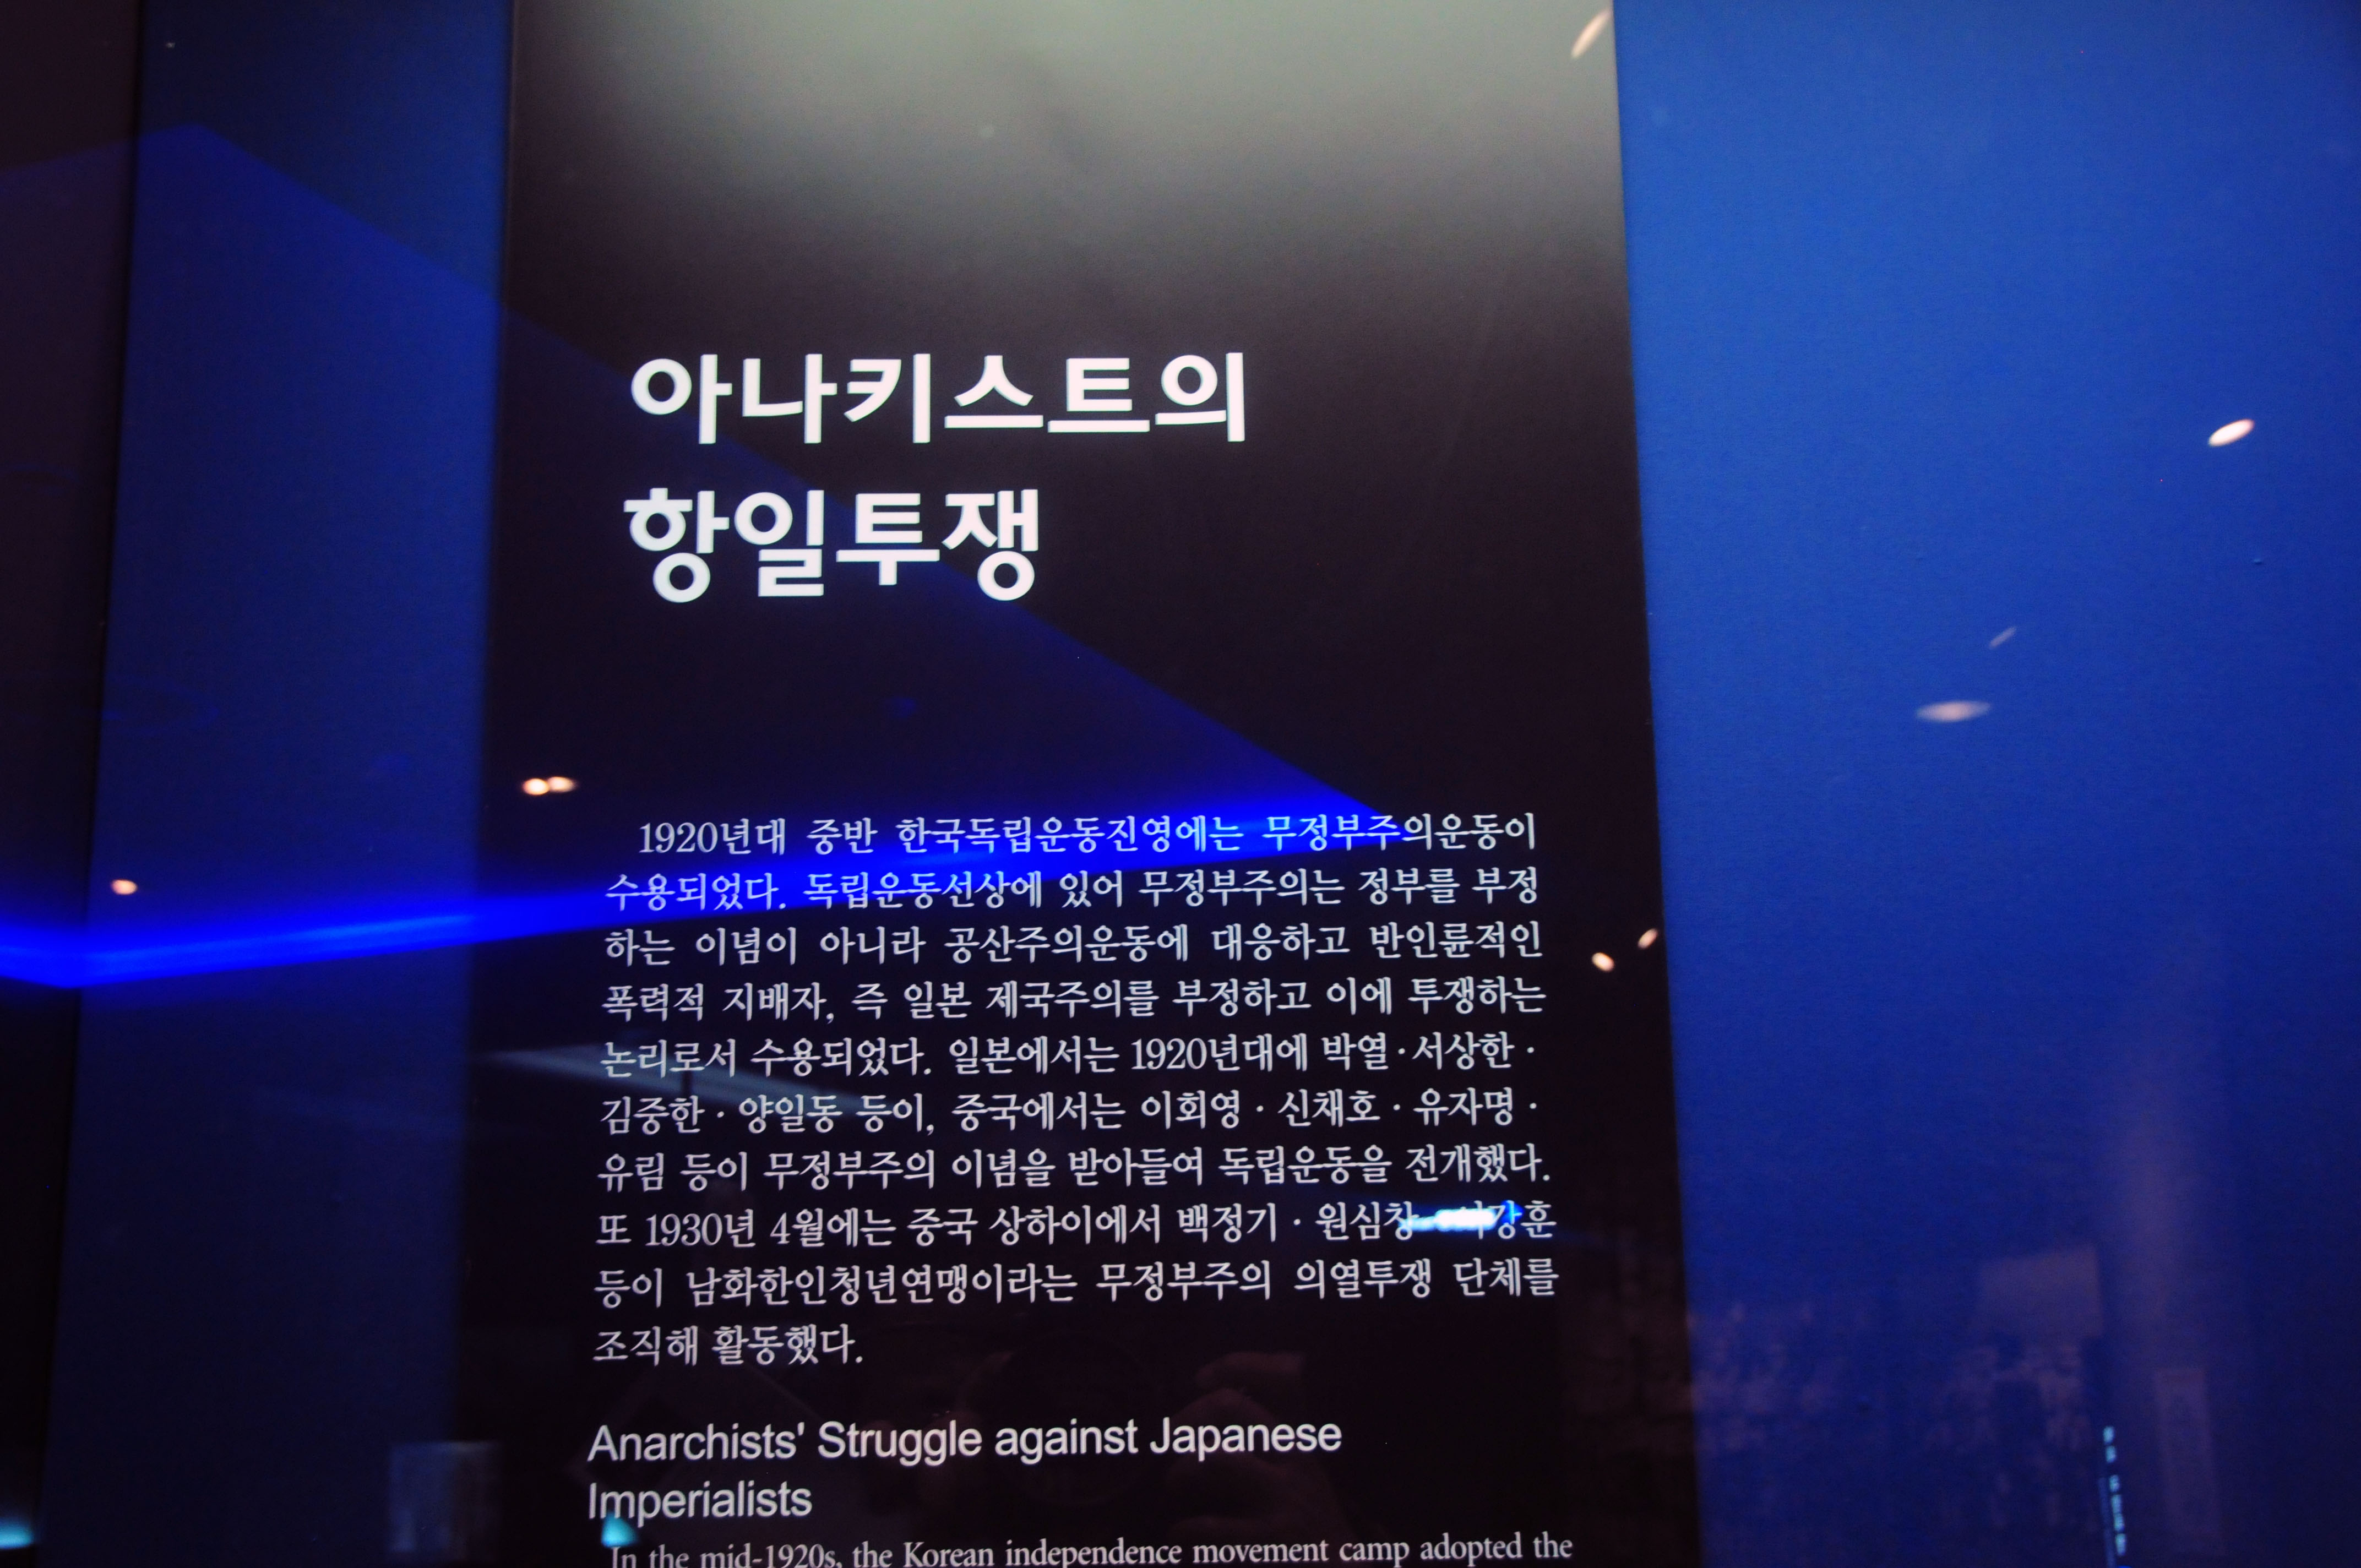 아나키스트의
항일투쟁
1920년대 중반 한국독립운동진영에는 무정부주의운동이
수용되었다. 독립운동선상에 있어 무정부주의는 정부를 부정
하는 이념이 아니라 공산주의운동에 대응하고 반인륜적인
폭력적 지배자, 즉 일본 제국주의를 부정하고 이에 투쟁하는
논리로서 수용되었다. 일본에서는 1920년대에 박열·서상한·
김중한·양일동 등이, 중국에서는 이회영·신채호·유자명·
유림 등이 무정부주의 이념을 받아들여 독립운동을 전개했다.
또 1930년 4월에는 중국 상하이에서 백정기·원심창
등이 남화한인청년연맹이라는 무정부주의 의열투쟁 단체를
조직해 활동했다.
Anarchists' Struggle against Japanese
Imperialists
In the mid-1920s, the Korean independence movement camp adopted the